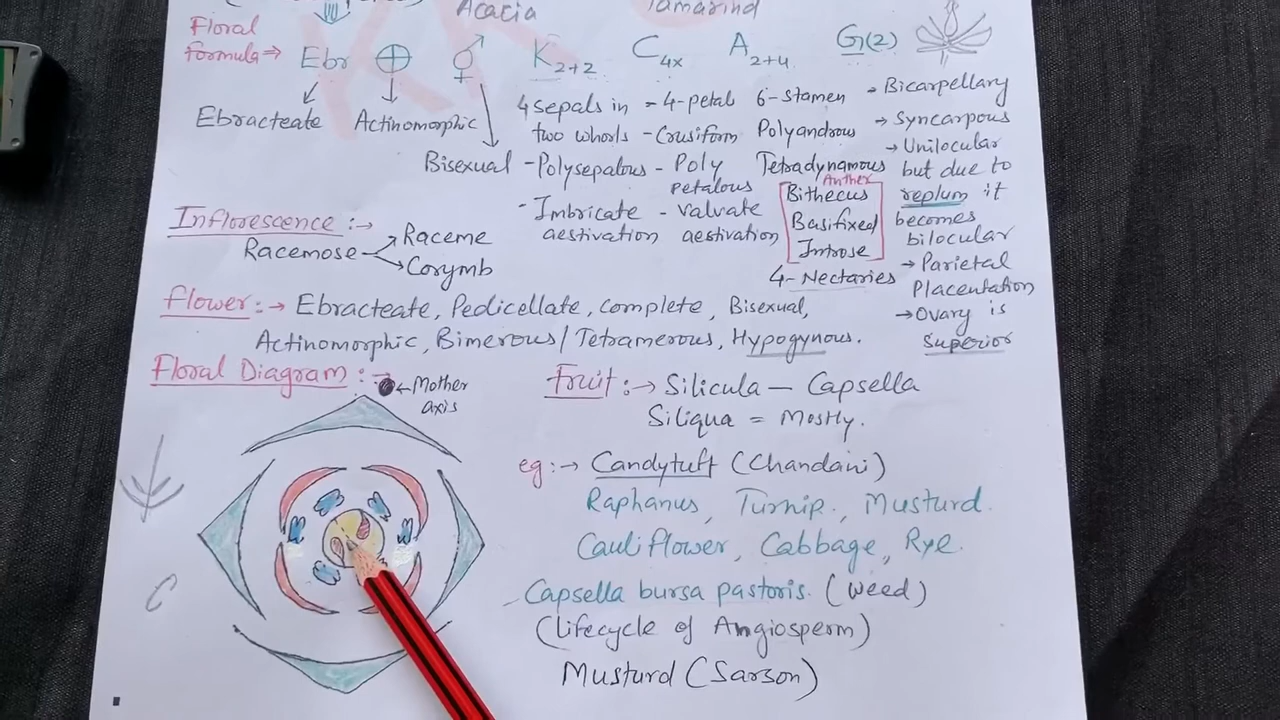 Acacia Tamarind
Floral
formula→ Ebr ⊕ ⚥ K2+2 C4x A2+4 G(2)
Ebracteate Actinomorphic Bisexual
4 sepals in
two whorls
-Polysepalous
- Imbricate
aestivation
- 4-petal
- Crusiform
- Poly
petalous
- valvate
aestivation
6-stamen
Polyandrous
Tetradynamous
Anther
Bithecus
Basifixed
Introse
4-Nectaries
→ Bicarpellary
→ Syncarpous
→ Unilocular
but due to
replum it
becomes
bilocular
→ Parietal
Placentation
→ Ovary is
Superior
Inflorescence :→
Racemose Raceme
Corymb
Flower :→ Ebracteate, Pedicellate, Complete, Bisexual,
Actinomorphic, Bimerous/Tetramerous, Hypogynous.
Floral Diagram :→
← Mother
axis
Fruit :→ Silicula — Capsella
Siliqua = Mostly.
eg :→ Candytuft (Chandani)
Raphanus, Turnip, Musturd.
Cauliflower, Cabbage, Rye.
Capsella bursa pastoris. (weed)
(lifecycle of Angiosperm)
Musturd (Sarson)